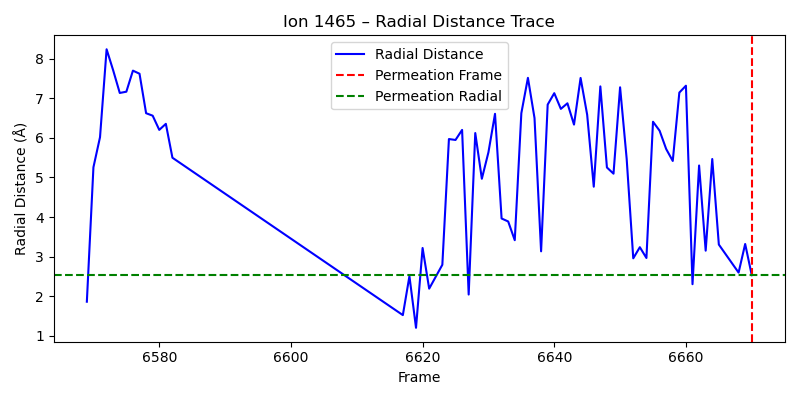 Ion 1465 – Radial Distance Trace
Radial Distance
Permeation Frame
Permeation Radial
Radial Distance (Å)
8
7
6
5
4
3
2
1
6580
6600
6620
6640
6660
Frame